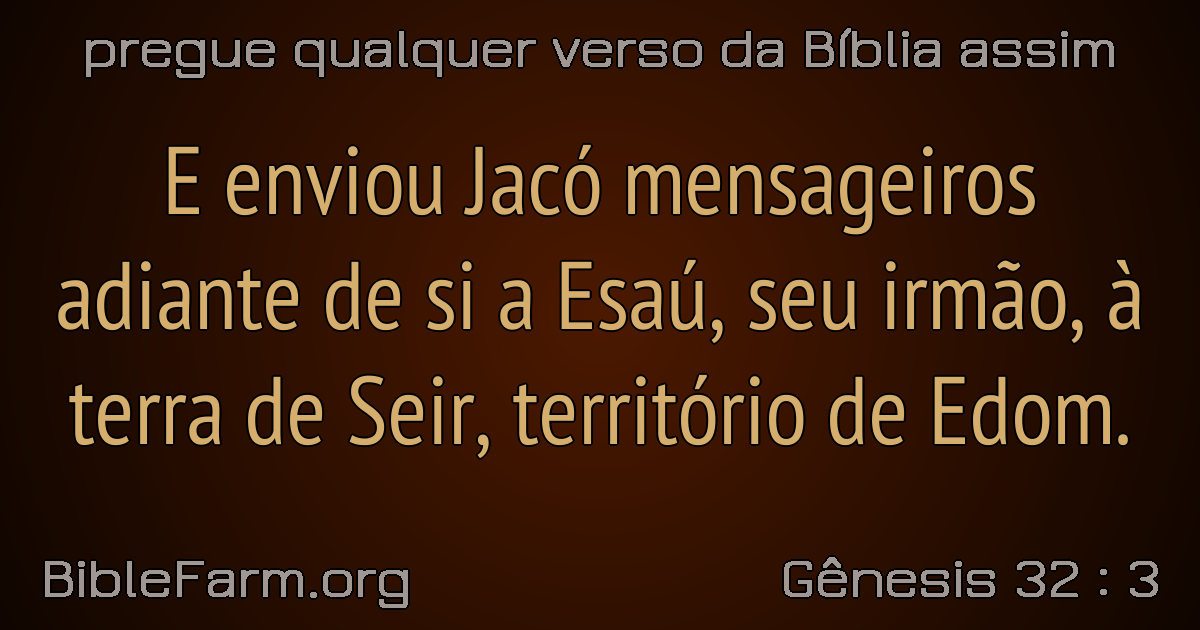 pregue qualquer verso da Bíblia assim
E enviou Jacó mensageiros
adiante de si a Esaú, seu irmão, à
terra de Seir, território de Edom.
BibleFarm.org
Gênesis 32 : 3